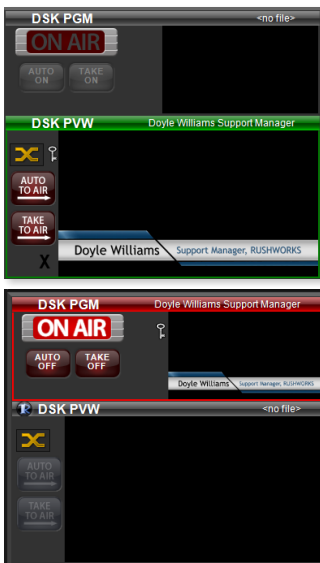 DSK PGM <no file>
ON AIR
AUTO ON TAKE ON
DSK PVW Doyle Williams Support Manager
AUTO TO AIR
TAKE TO AIR
X
Doyle Williams Support Manager, RUSHWORKS
DSK PGM Doyle Williams Support Manager
ON AIR
AUTO OFF TAKE OFF
Doyle Williams Support Manager, RUSHWORKS
R DSK PVW <no file>
AUTO TO AIR
TAKE TO AIR